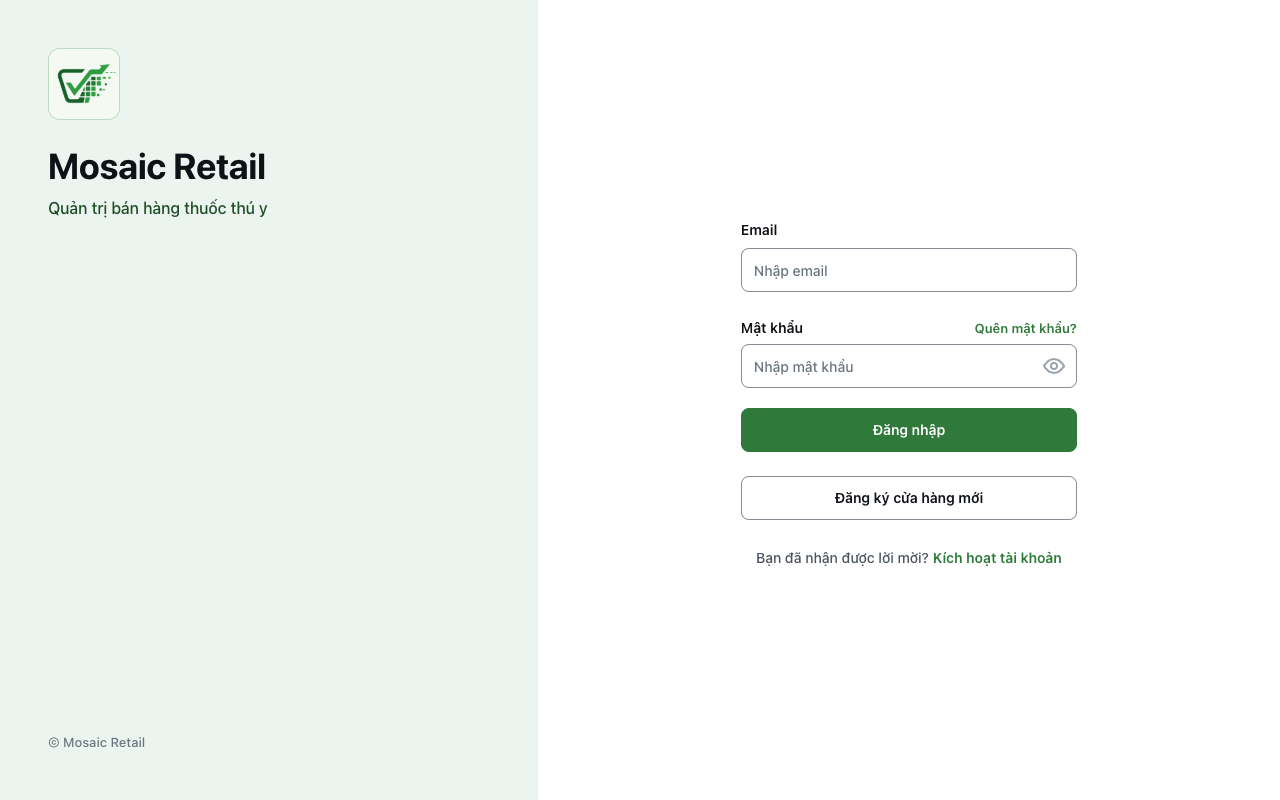 Mosaic Retail
Quản trị bán hàng thuốc thú y
Email
Nhập email
Mật khẩu
Quên mật khẩu?
Nhập mật khẩu
Đăng nhập
Đăng ký cửa hàng mới
Bạn đã nhận được lời mời? Kích hoạt tài khoản
© Mosaic Retail